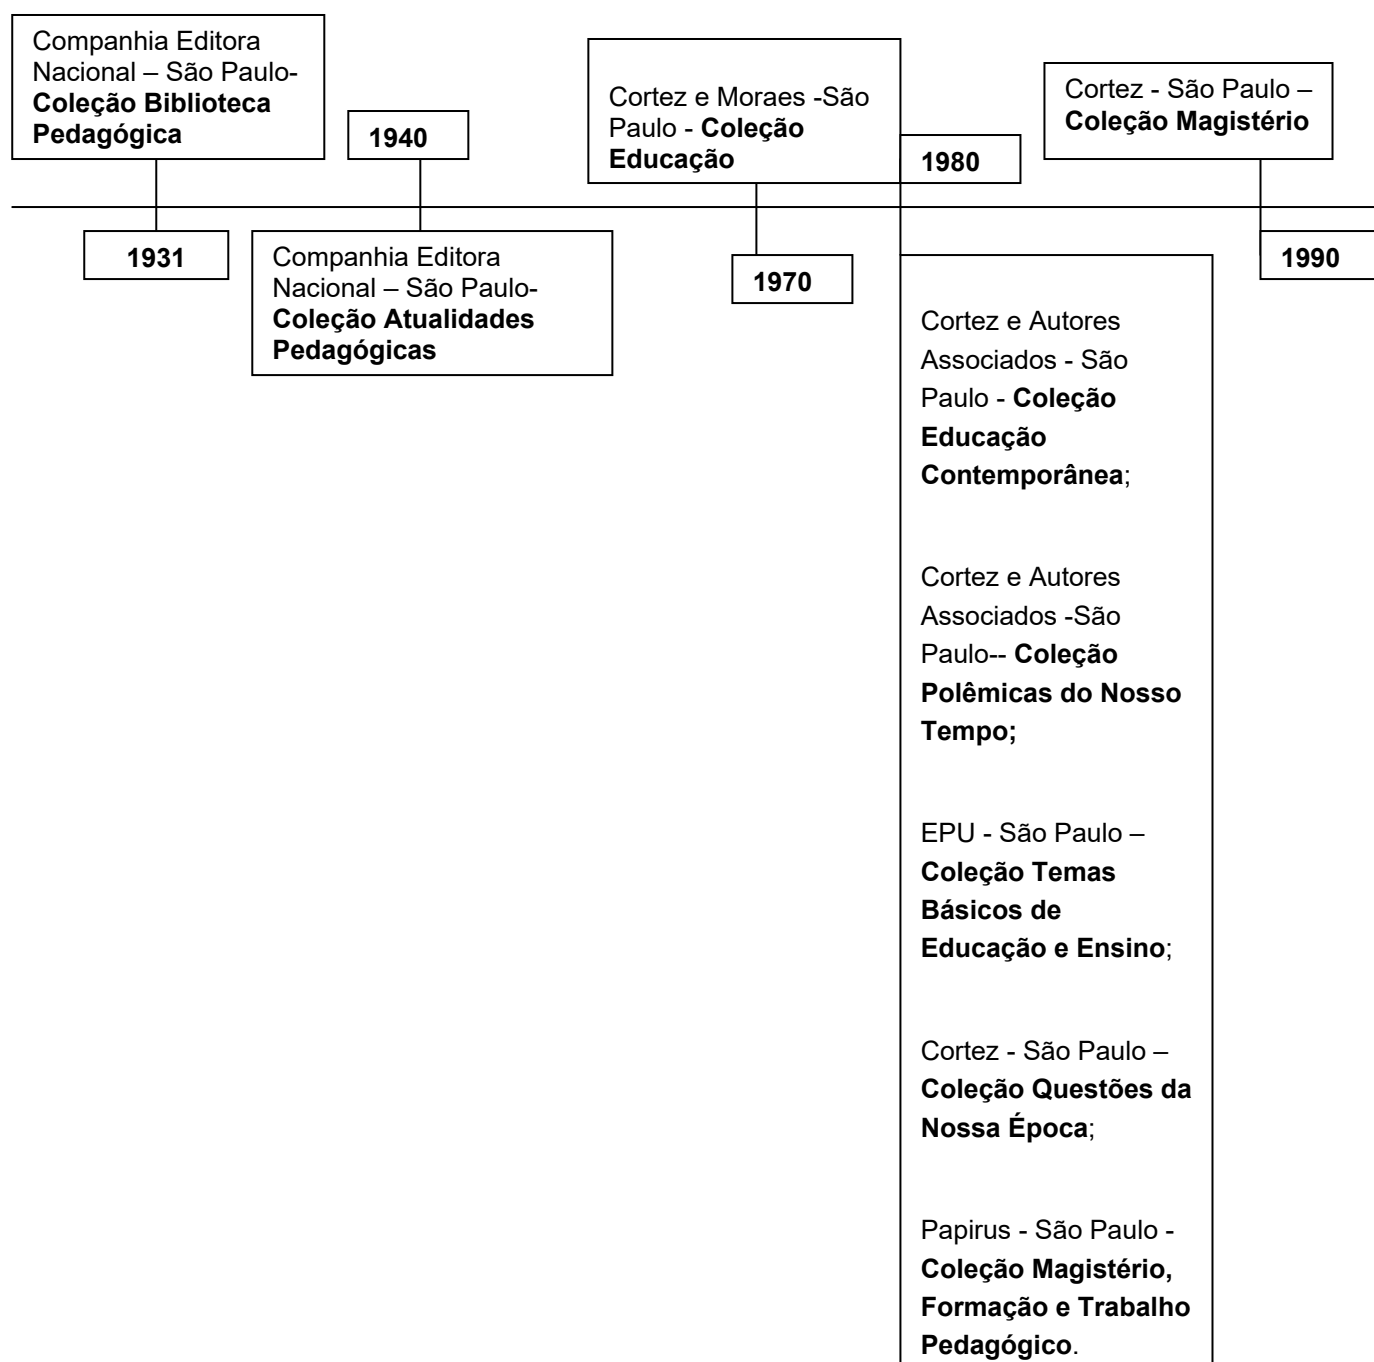 Companhia Editora
Nacional – São Paulo-
Coleção Biblioteca
Pedagógica
1931
1940
Companhia Editora
Nacional – São Paulo-
Coleção Atualidades
Pedagógicas
Cortez e Moraes -São
Paulo - Coleção
Educação
1970
1980
Cortez e Autores
Associados - São
Paulo - Coleção
Educação
Contemporânea;
Cortez e Autores
Associados -São
Paulo-- Coleção
Polêmicas do Nosso
Tempo;
EPU - São Paulo –
Coleção Temas
Básicos de
Educação e Ensino;
Cortez - São Paulo –
Coleção Questões da
Nossa Época;
Papirus - São Paulo -
Coleção Magistério,
Formação e Trabalho
Pedagógico.
Cortez - São Paulo –
Coleção Magistério
1990